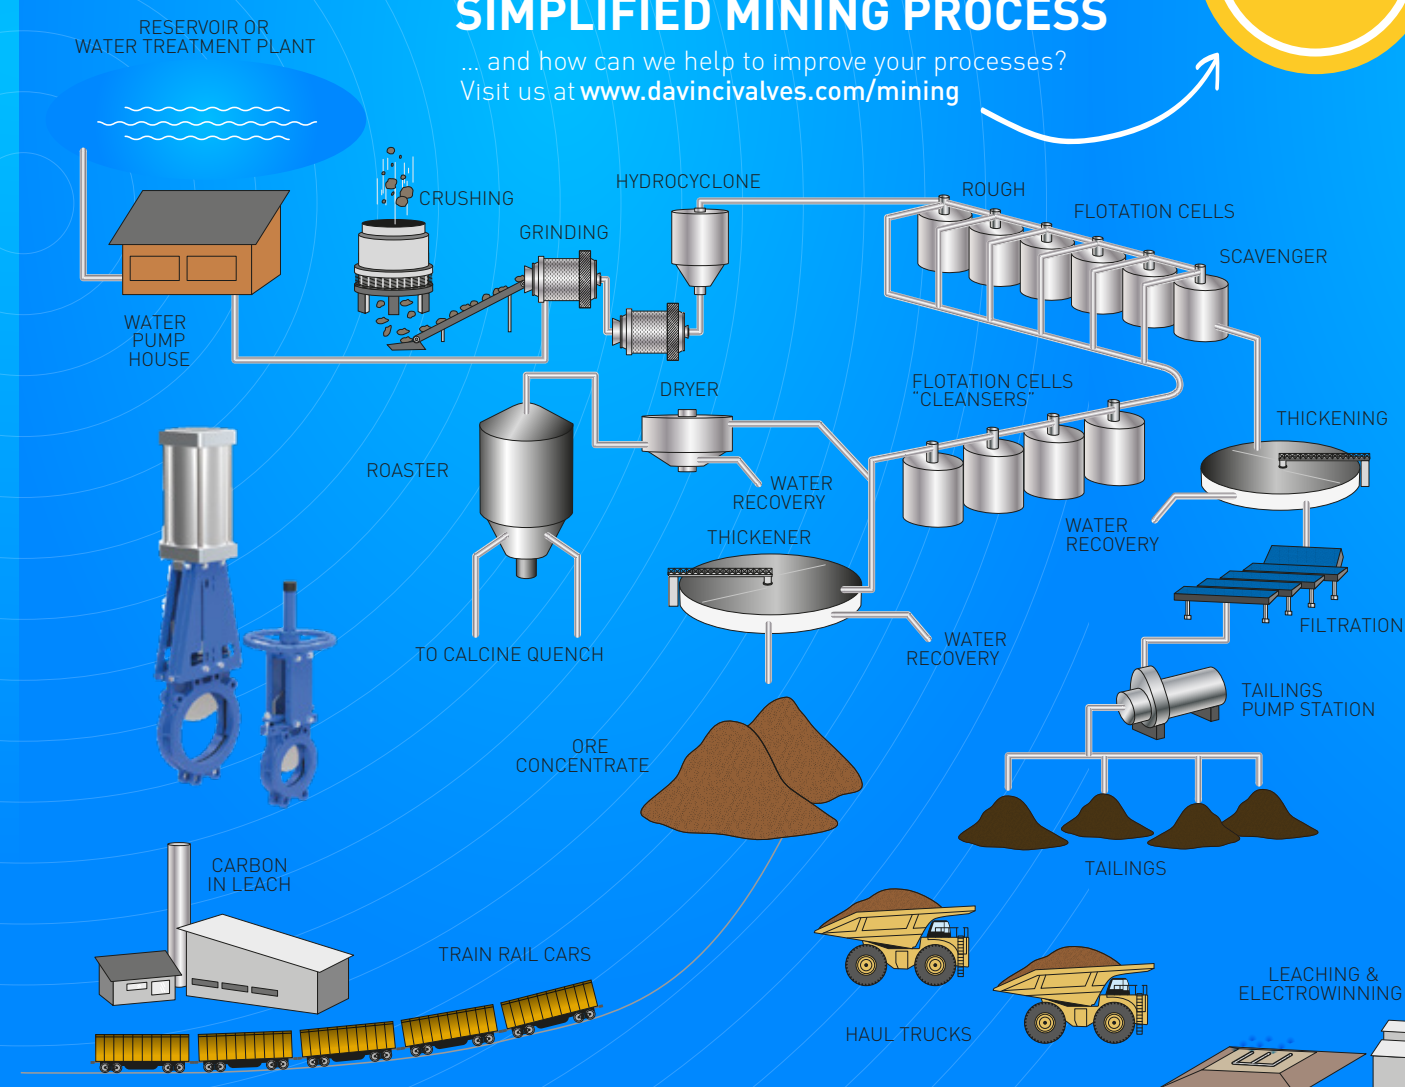 SIMPLIFIED MINING PROCESS
... and how can we help to improve your processes?
Visit us at www.davincivalves.com/mining
RESERVOIR OR
WATER TREATMENT PLANT
CRUSHING
GRINDING
HYDROCYCLONE
ROUGH
FLOTATION CELLS
SCAVENGER
WATER
PUMP
HOUSE
DRYER
FLOTATION CELLS
"CLEANSERS"
THICKENING
ROASTER
WATER
RECOVERY
THICKENER
WATER
RECOVERY
FILTRATION
TO CALCINE QUENCH
WATER
RECOVERY
TAILINGS
PUMP STATION
ORE
CONCENTRATE
TAILINGS
CARBON
IN LEACH
TRAIN RAIL CARS
HAUL TRUCKS
LEACHING &
ELECTROWINNING